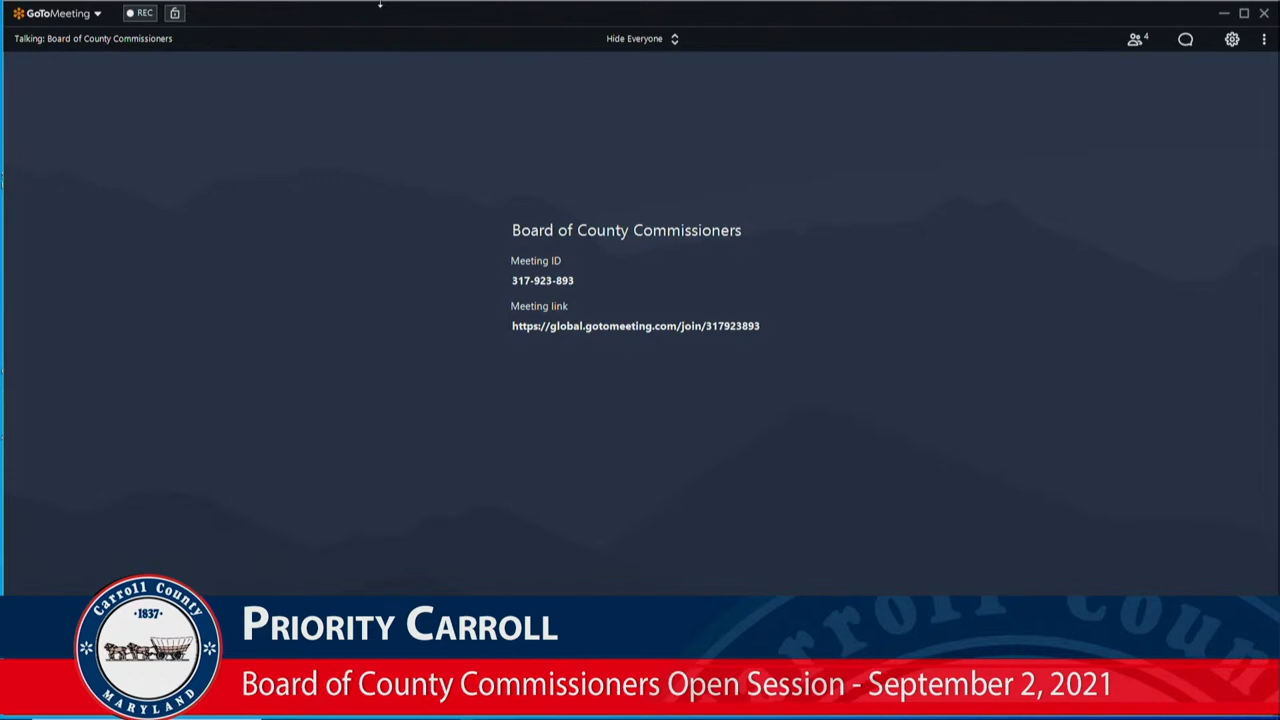 GoToMeeting
REC
Talking: Board of County Commissioners
Hide Everyone
4
Board of County Commissioners
Meeting ID
317-923-893
Meeting link
https://global.gotomeeting.com/join/317923893
Carroll County
·1837·
MARYLAND
PRIORITY CARROLL
Carroll Coun
Board of County Commissioners Open Session - September 2, 2021